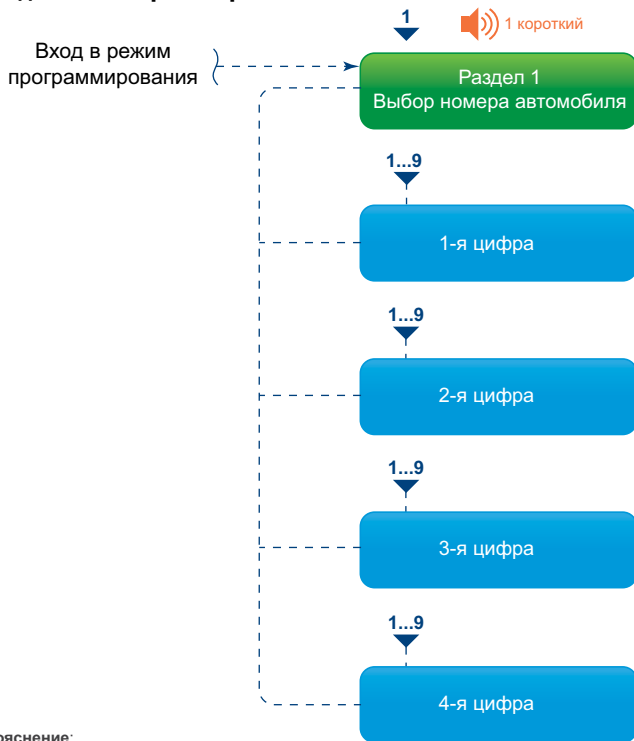 1
1 короткий
Вход в режим
программирования
Раздел 1
Выбор номера автомобиля
1...9
1-я цифра
1...9
2-я цифра
1...9
3-я цифра
1...9
4-я цифра